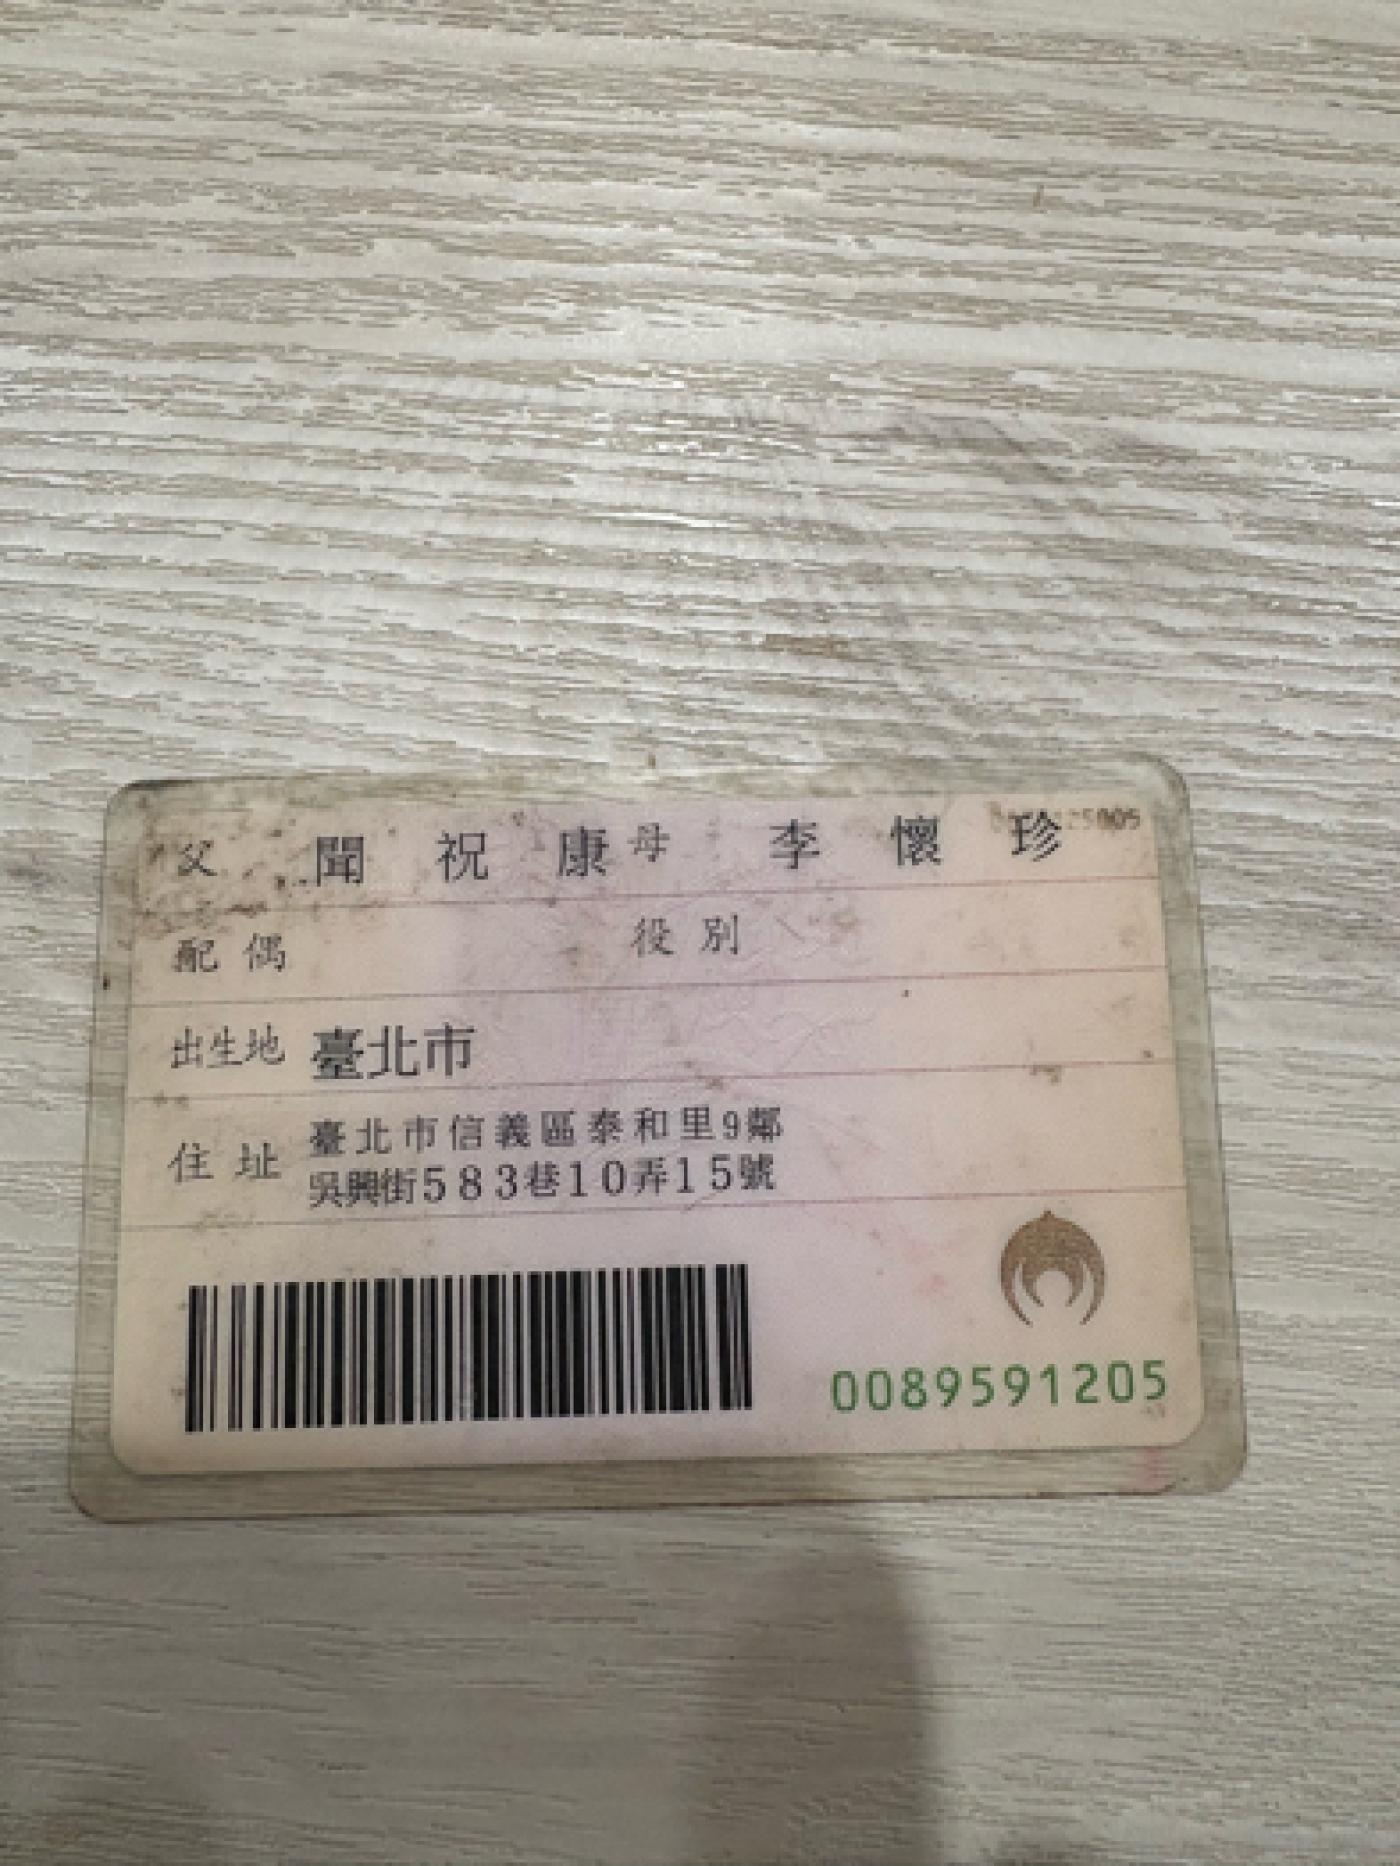 父 聞祝康 母 李懷珍
配偶 役別
出生地 臺北市
住址 臺北市信義區泰和里9鄰
吳興街583巷10弄15號
0089591205